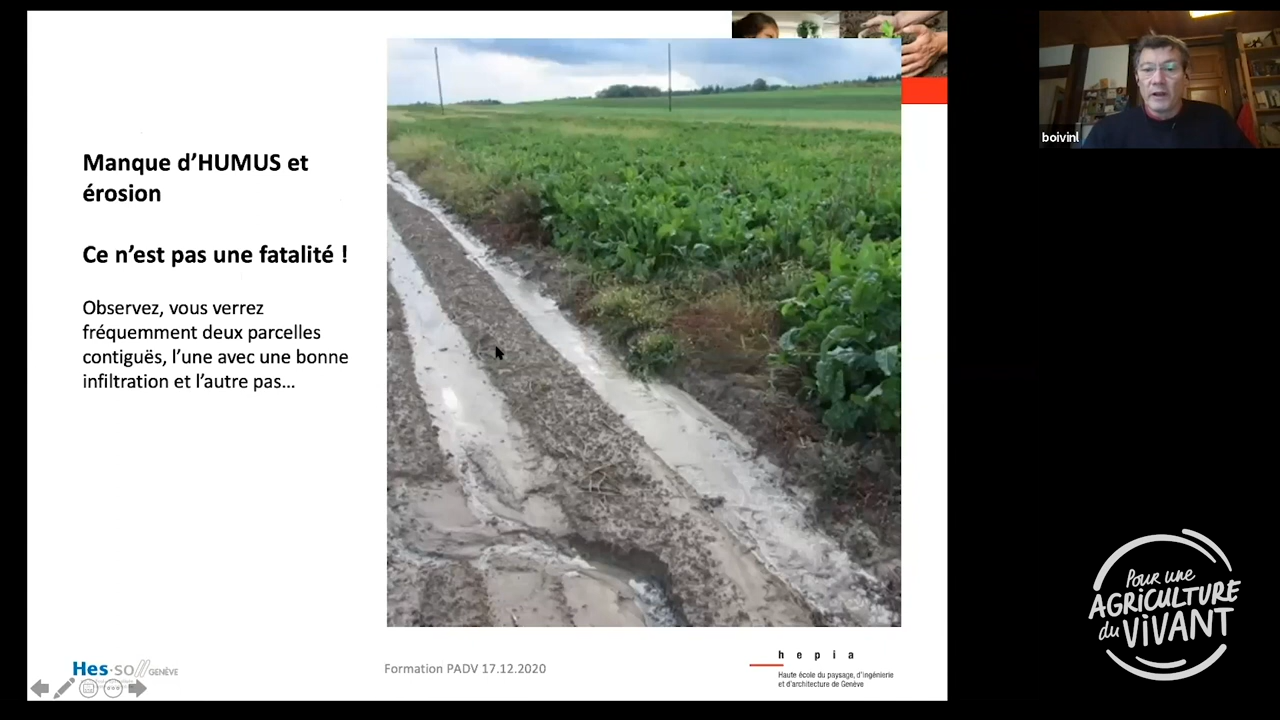 Manque d’HUMUS et
érosion
Ce n’est pas une fatalité !
Observez, vous verrez
fréquemment deux parcelles
contiguës, l’une avec une bonne
infiltration et l’autre pas…
boivinl
Pour une
AGRICULTURE
du VIVANT
Hes·so GENÈVE
Formation PADV 17.12.2020
h e p i a
Haute école du paysage, d’ingénierie
et d’architecture de Genève